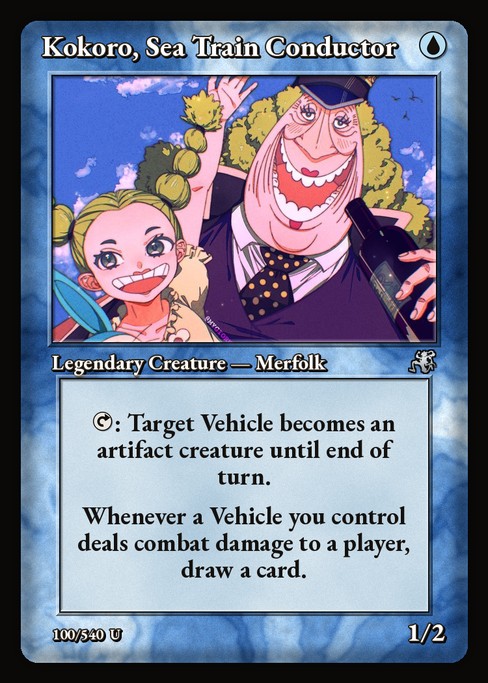 Kokoro, Sea Train Conductor
Legendary Creature — Merfolk
: Target Vehicle becomes an
artifact creature until end of
turn.
Whenever a Vehicle you control
deals combat damage to a player,
draw a card.
100/540 U
1/2